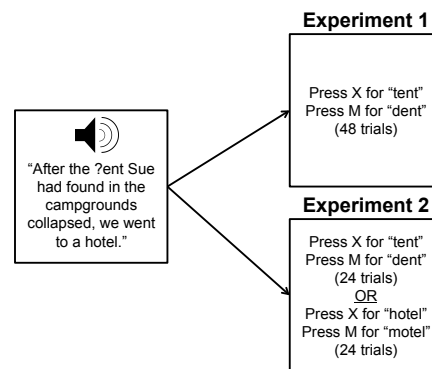 Experiment 1
Press X for “tent”
Press M for “dent”
(48 trials)
“After the ?ent Sue
had found in the
campgrounds
collapsed, we went
to a hotel.”
Experiment 2
Press X for “tent”
Press M for “dent”
(24 trials)
OR
Press X for “hotel”
Press M for “motel”
(24 trials)